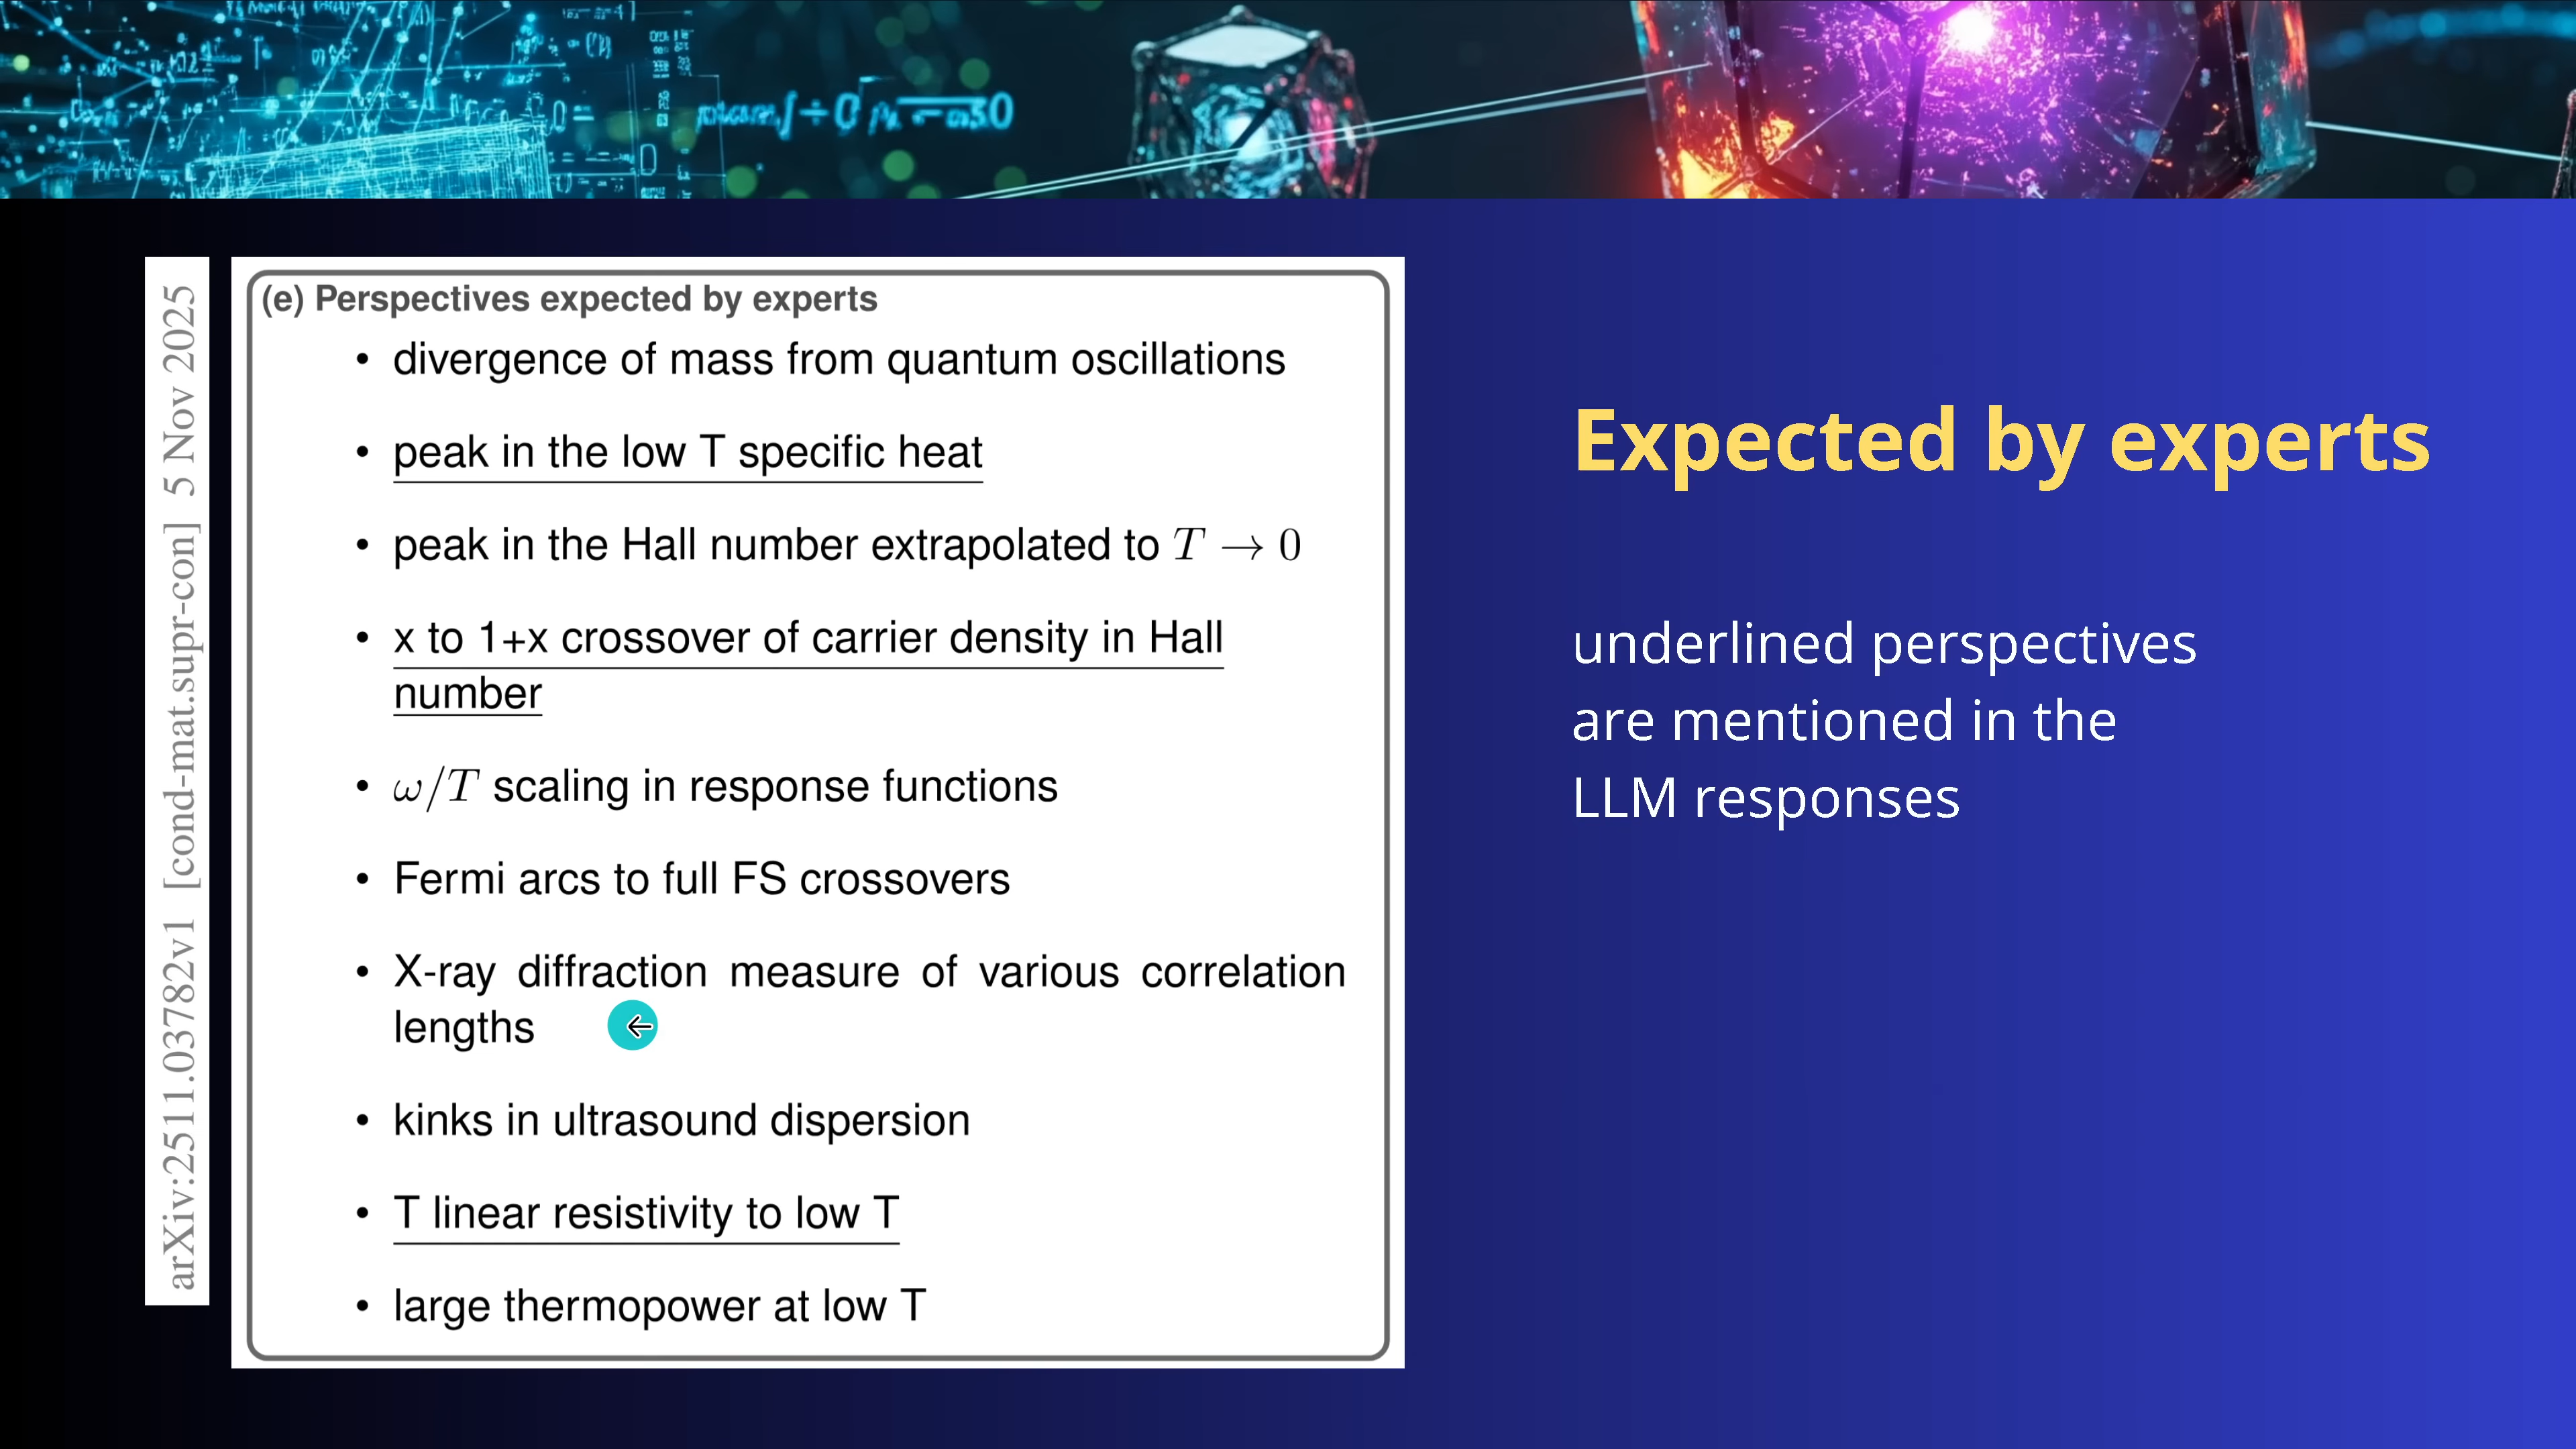 arXiv:2511.03782v1 [cond-mat.supr-con] 5 Nov 2025
(e) Perspectives expected by experts
• divergence of mass from quantum oscillations
• peak in the low T specific heat
• peak in the Hall number extrapolated to T → 0
• x to 1+x crossover of carrier density in Hall
number
• ω/T scaling in response functions
• Fermi arcs to full FS crossovers
• X-ray diffraction measure of various correlation
lengths
• kinks in ultrasound dispersion
• T linear resistivity to low T
• large thermopower at low T
Expected by experts
underlined perspectives
are mentioned in the
LLM responses